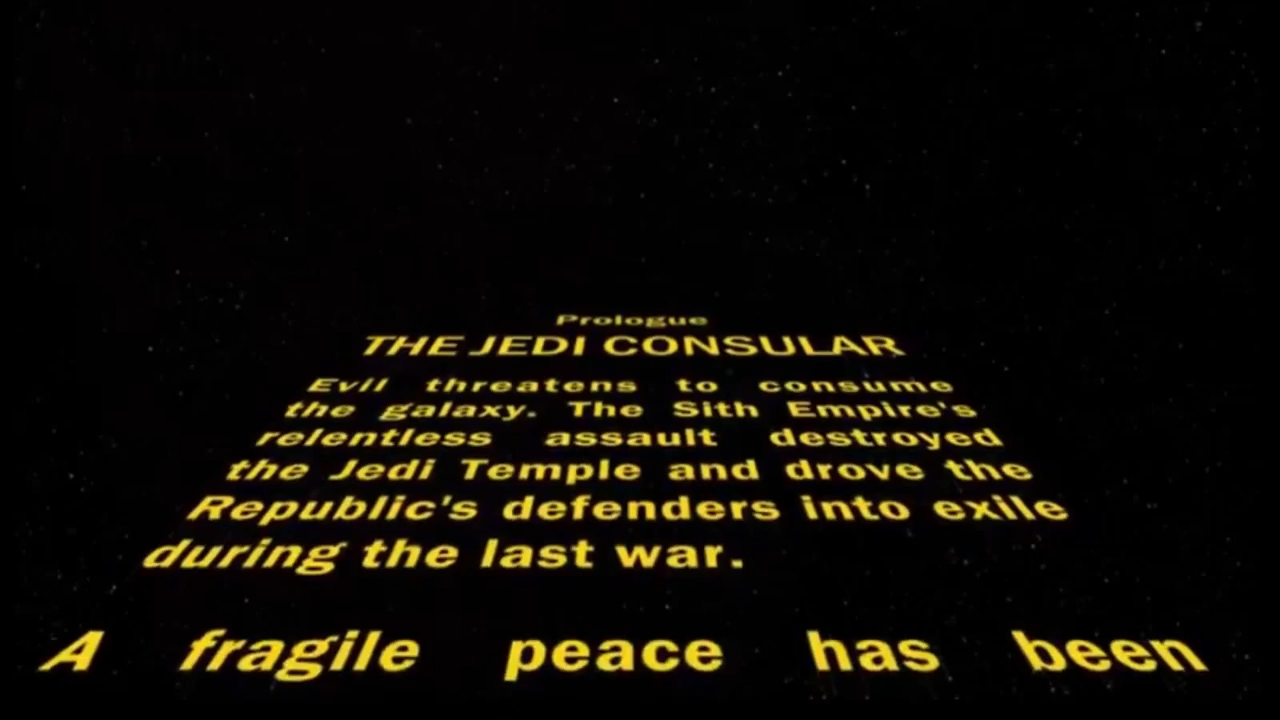 Prologue
THE JEDI CONSULAR
Evil threatens to consume
the galaxy. The Sith Empire's
relentless assault destroyed
the Jedi Temple and drove the
Republic's defenders into exile
during the last war.
A fragile peace has been